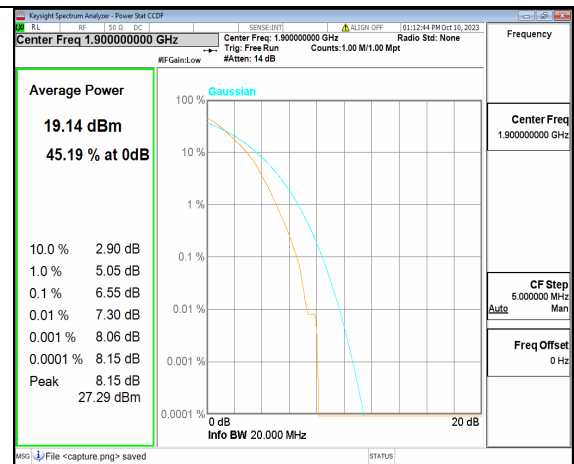 Keysight Spectrum Analyzer - Power Stat CCDF
RL RF 50 Ω DC SENSE:INT ALIGN OFF 01:12:44 PM Oct 10, 2023
Center Freq 1.900000000 GHz
Center Freq: 1.900000000 GHz Radio Std: None
Trig: Free Run Counts:1.00 M/1.00 Mpt
#IFGain:Low #Atten: 14 dB
Frequency
Average Power
19.14 dBm
45.19 % at 0dB
10.0 % 2.90 dB
1.0 % 5.05 dB
0.1 % 6.55 dB
0.01 % 7.30 dB
0.001 % 8.06 dB
0.0001 % 8.15 dB
Peak 8.15 dB
27.29 dBm
Gaussian
100 %
10 %
1 %
0.1 %
0.01 %
0.001 %
0.0001 %
0 dB 20 dB
Info BW 20.000 MHz
Center Freq
1.900000000 GHz
CF Step
5.000000 MHz
Auto Man
Freq Offset
0 Hz
MSG File <capture.png> saved STATUS